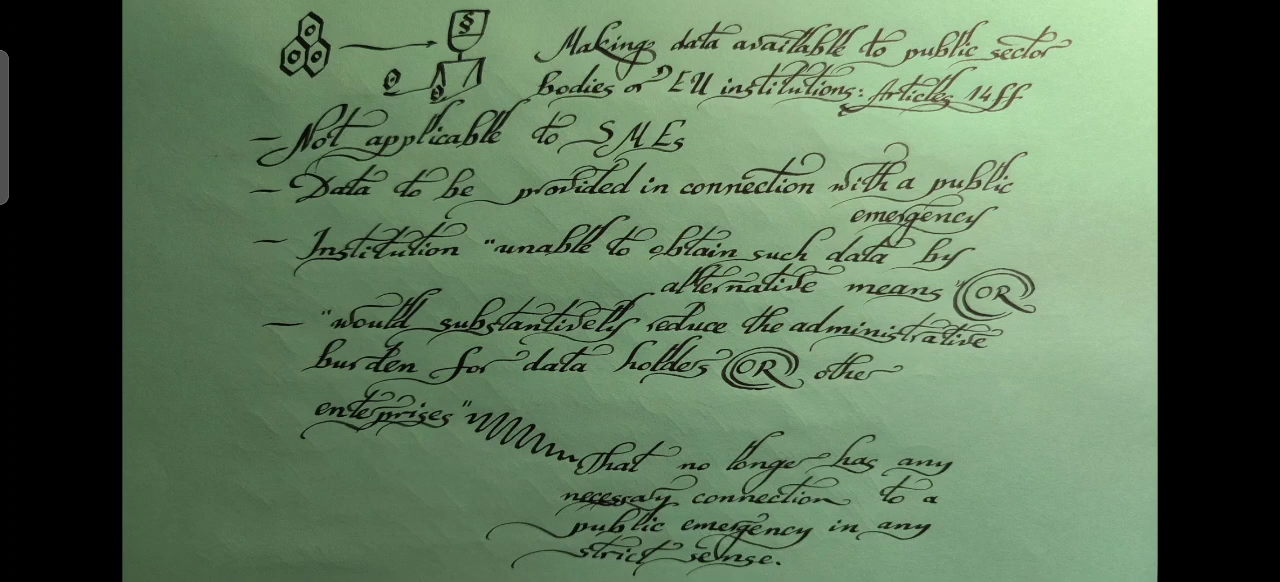 §
Making data available to public sector
bodies or EU institutions: Articles 14ff
– Not applicable to SMEs
– Data to be provided in connection with a public
emergency
– Institution "unable to obtain such data by
alternative means" OR
– "would substantively reduce the administrative
burden for data holders OR other
enterprises"
That no longer has any
necessary connection to a
public emergency in any
strict sense.